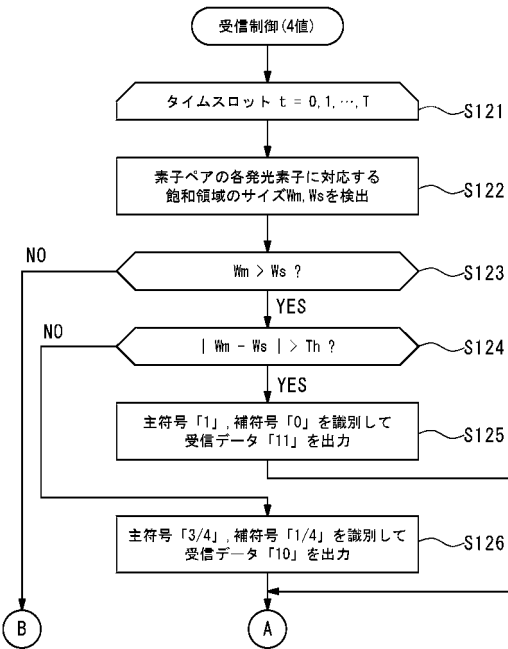 受信制御(4値)
タイムスロット t = 0,1,…,T
S121
素子ペアの各発光素子に対応する
飽和領域のサイズWm,Wsを検出
S122
NO
Wm > Ws ?
S123
YES
NO
| Wm - Ws | > Th ?
S124
YES
主符号「1」,補符号「0」を識別して
受信データ「11」を出力
S125
主符号「3/4」,補符号「1/4」を識別して
受信データ「10」を出力
S126
B
A